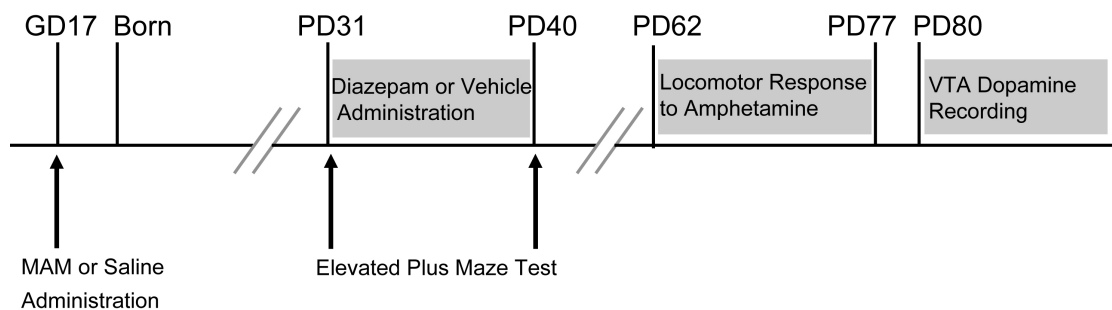 GD17 Born PD31 PD40 PD62 PD77 PD80
Diazepam or Vehicle
Administration
Locomotor Response
to Amphetamine
VTA Dopamine
Recording
MAM or Saline
Administration
Elevated Plus Maze Test